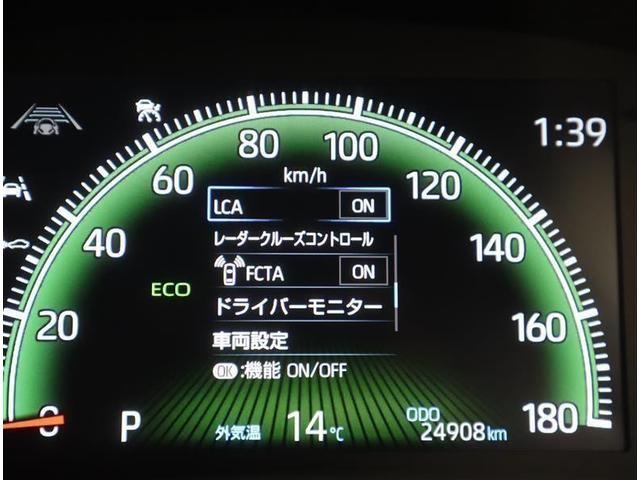 1:39
80
100
km/h
60
120
LCA ON
レーダークルーズコントロール
40
140
FCTA ON
ECO
ドライバーモニター
20
160
車両設定
OK :機能 ON/OFF
0
P
外気温 14℃
ODO
24908km
180